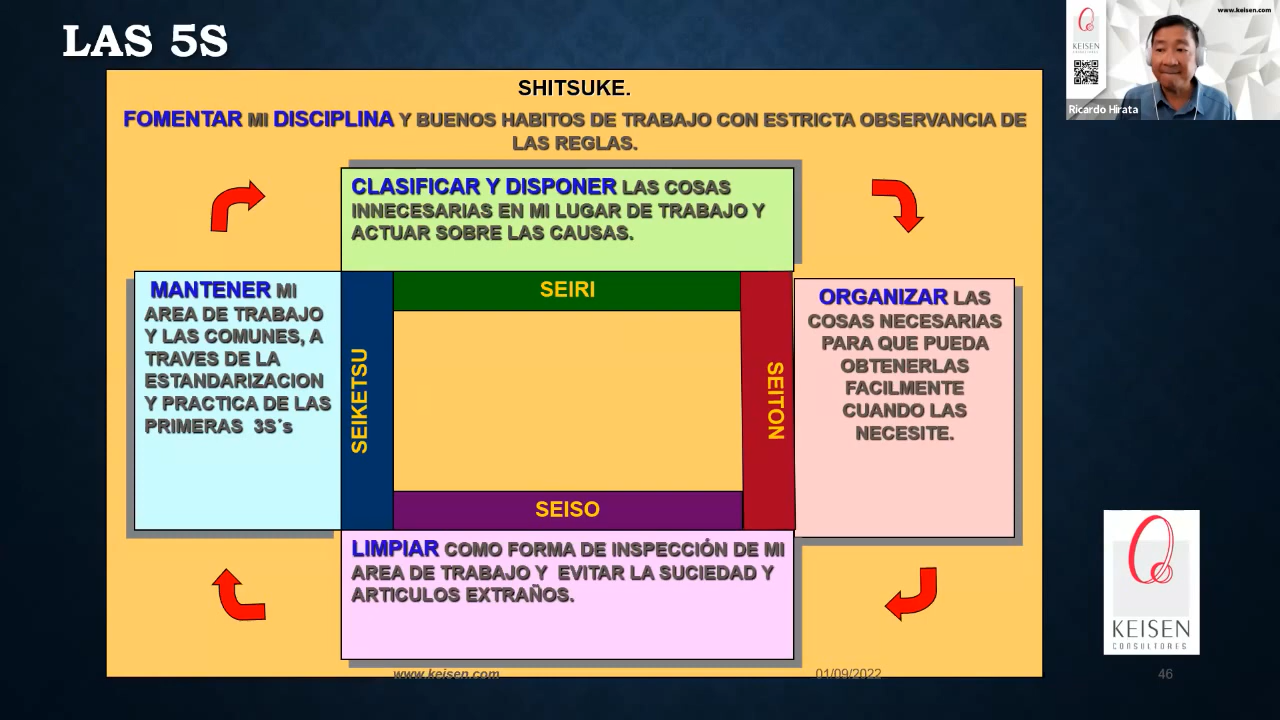 LAS 5S
www.keisen.com
KEISEN
Ricardo Hirata
SHITSUKE.
FOMENTAR MI DISCIPLINA Y BUENOS HABITOS DE TRABAJO CON ESTRICTA OBSERVANCIA DE
LAS REGLAS.
CLASIFICAR Y DISPONER LAS COSAS
INNECESARIAS EN MI LUGAR DE TRABAJO Y
ACTUAR SOBRE LAS CAUSAS.
SEIRI
MANTENER MI
AREA DE TRABAJO
Y LAS COMUNES, A
TRAVES DE LA
ESTANDARIZACION
Y PRACTICA DE LAS
PRIMERAS 3S´s
SEIKETSU
SEITON
ORGANIZAR LAS
COSAS NECESARIAS
PARA QUE PUEDA
OBTENERLAS
FACILMENTE
CUANDO LAS
NECESITE.
SEISO
LIMPIAR COMO FORMA DE INSPECCIÓN DE MI
AREA DE TRABAJO Y EVITAR LA SUCIEDAD Y
ARTICULOS EXTRAÑOS.
KEISEN
CONSULTORES
www.keisen.com
01/09/2022
46